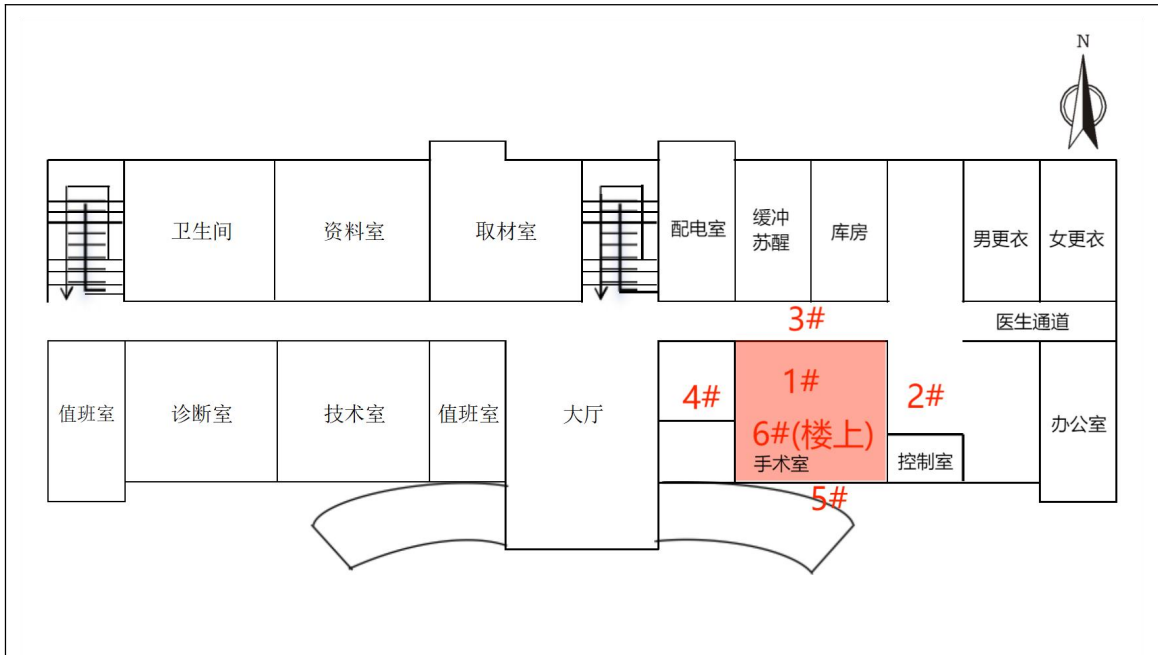 N
卫生间
资料室
取材室
配电室
缓冲
苏醒
库房
男更衣
女更衣
3#
医生通道
值班室
诊断室
技术室
值班室
大厅
4#
1#
6#(楼上)
手术室
2#
控制室
办公室
5#